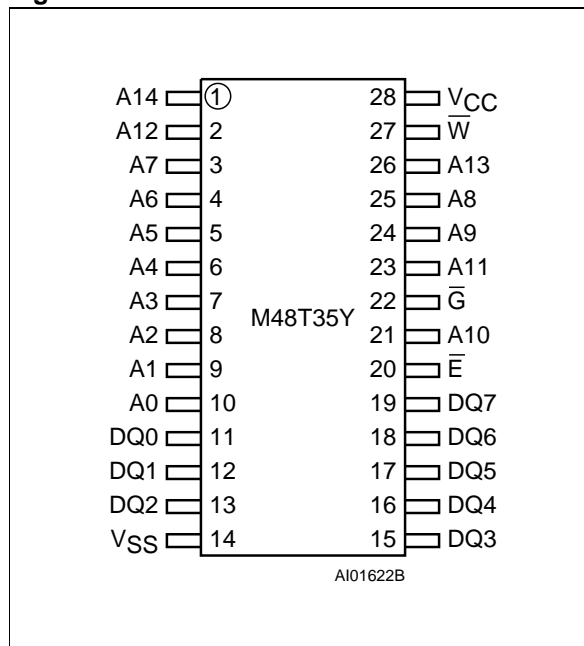 A14 1 28 VCC
A12 2 27 W̅
A7 3 26 A13
A6 4 25 A8
A5 5 24 A9
A4 6 23 A11
A3 7 22 G̅
M48T35Y
A2 8 21 A10
A1 9 20 E̅
A0 10 19 DQ7
DQ0 11 18 DQ6
DQ1 12 17 DQ5
DQ2 13 16 DQ4
VSS 14 15 DQ3
AI01622B